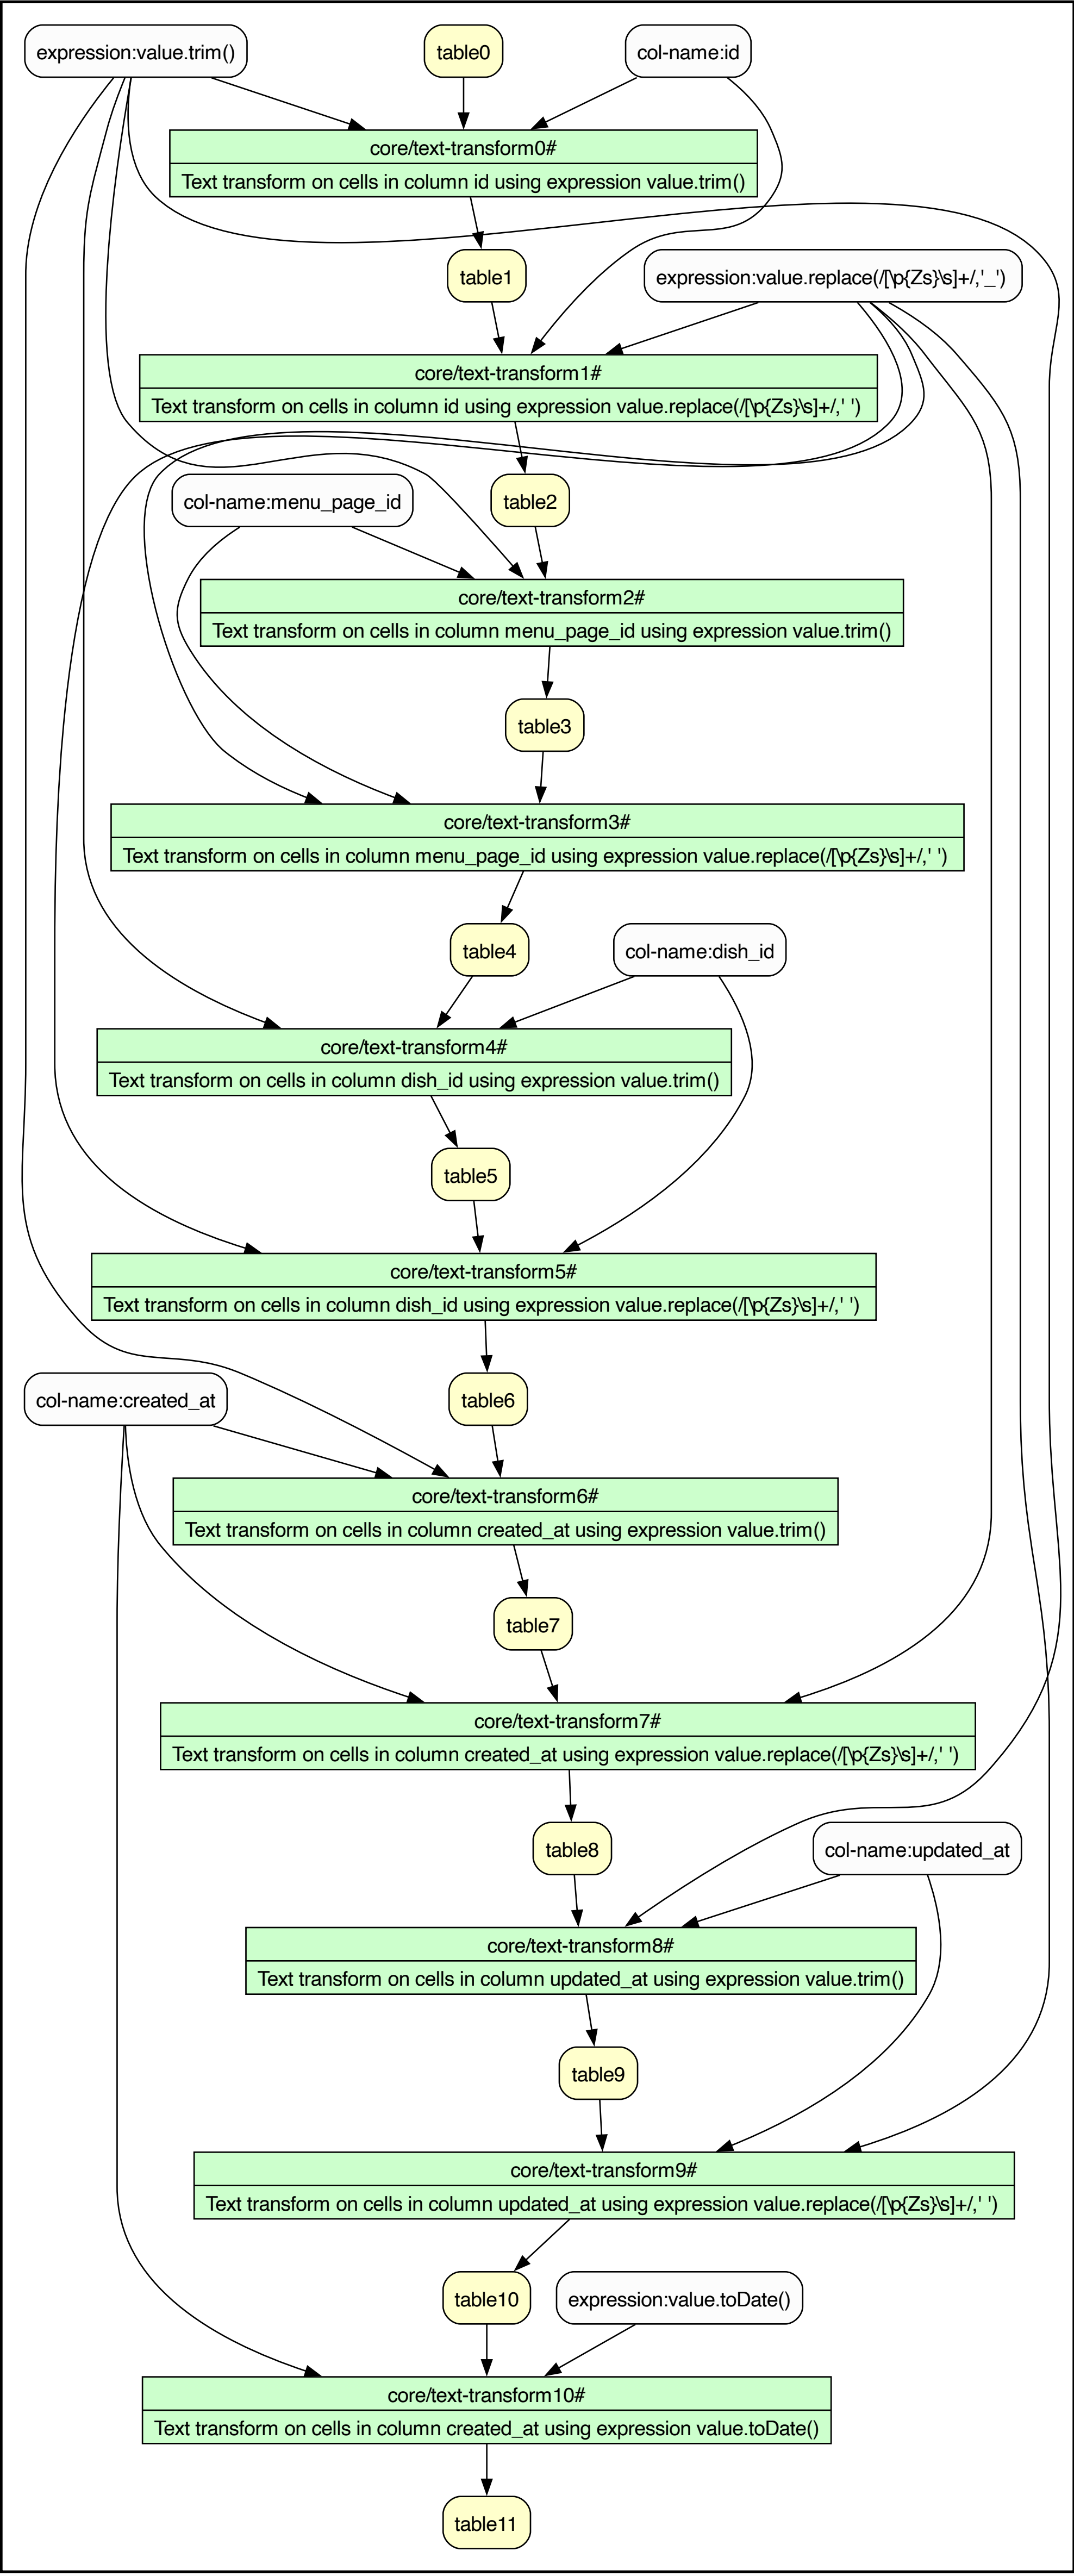 expression:value.trim()
table0
col-name:id
core/text-transform0#
Text transform on cells in column id using expression value.trim()
table1
expression:value.replace(/[\p{Zs}\s]+/,'_')
core/text-transform1#
Text transform on cells in column id using expression value.replace(/[\p{Zs}\s]+/,' ')
col-name:menu_page_id
table2
core/text-transform2#
Text transform on cells in column menu_page_id using expression value.trim()
table3
core/text-transform3#
Text transform on cells in column menu_page_id using expression value.replace(/[\p{Zs}\s]+/,' ')
table4
col-name:dish_id
core/text-transform4#
Text transform on cells in column dish_id using expression value.trim()
table5
core/text-transform5#
Text transform on cells in column dish_id using expression value.replace(/[\p{Zs}\s]+/,' ')
col-name:created_at
table6
core/text-transform6#
Text transform on cells in column created_at using expression value.trim()
table7
core/text-transform7#
Text transform on cells in column created_at using expression value.replace(/[\p{Zs}\s]+/,' ')
table8
col-name:updated_at
core/text-transform8#
Text transform on cells in column updated_at using expression value.trim()
table9
core/text-transform9#
Text transform on cells in column updated_at using expression value.replace(/[\p{Zs}\s]+/,' ')
table10
expression:value.toDate()
core/text-transform10#
Text transform on cells in column created_at using expression value.toDate()
table11